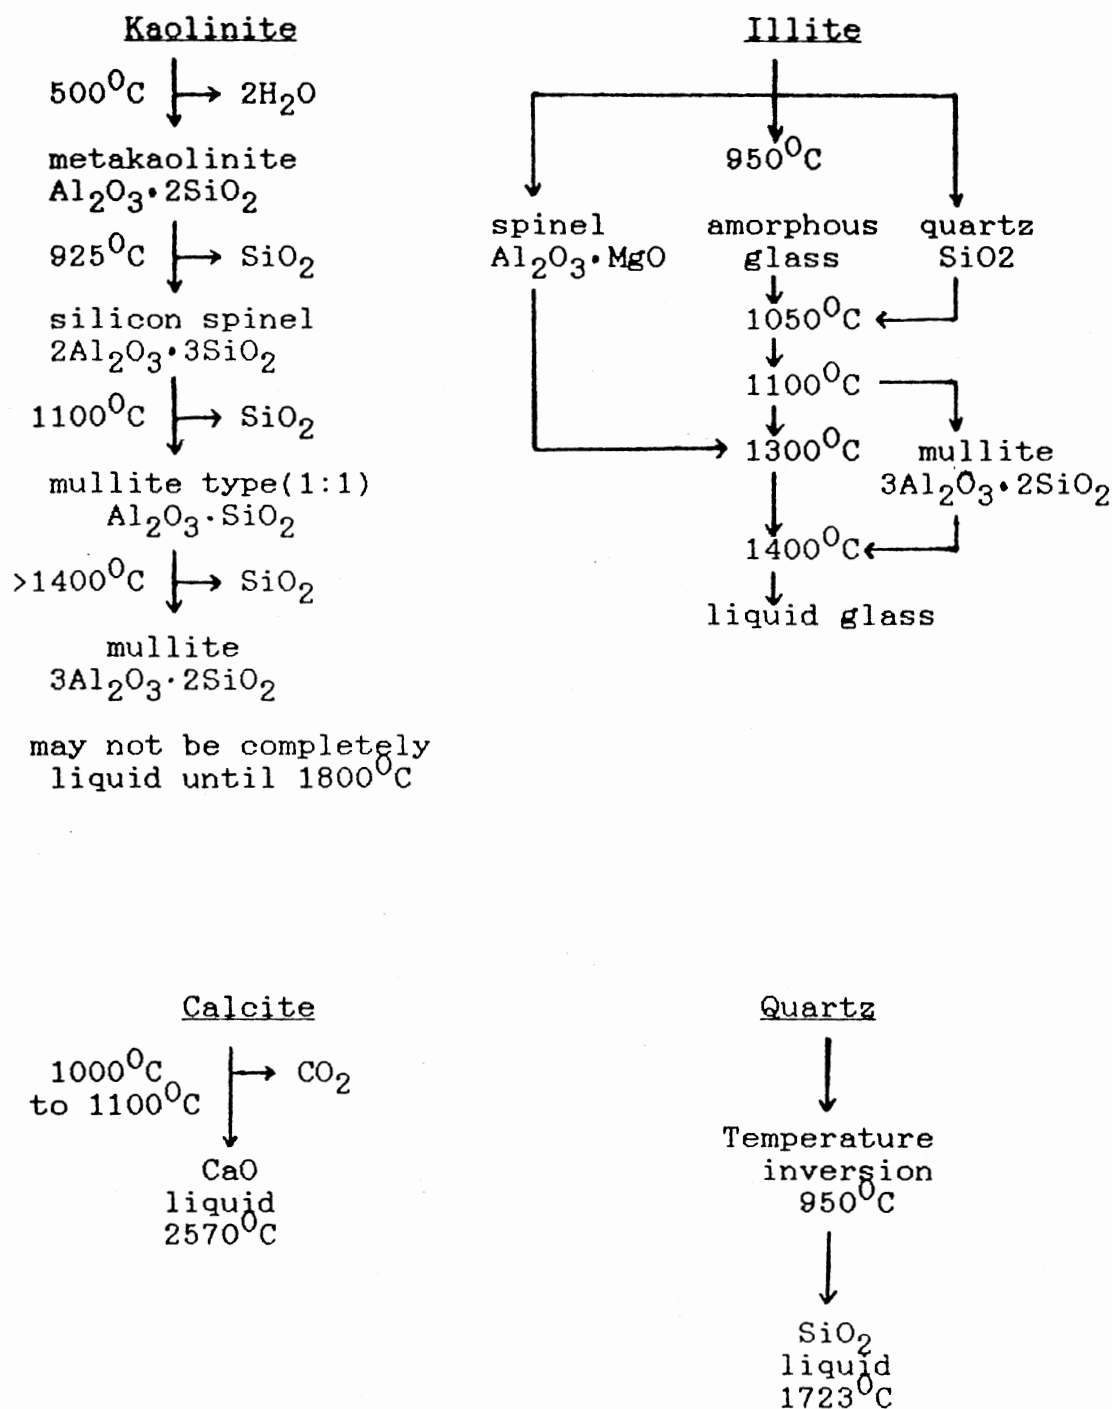 Kaolinite
500⁰C
2H₂O
metakaolinite
Al₂O₃·2SiO₂
925⁰C
SiO₂
silicon spinel
2Al₂O₃·3SiO₂
1100⁰C
SiO₂
mullite type(1:1)
Al₂O₃·SiO₂
>1400⁰C
SiO₂
mullite
3Al₂O₃·2SiO₂
may not be completely
liquid until 1800⁰C
Illite
950⁰C
spinel
Al₂O₃·MgO
amorphous
glass
quartz
SiO2
1050⁰C
1100⁰C
1300⁰C
mullite
3Al₂O₃·2SiO₂
1400⁰C
liquid glass
Calcite
1000⁰C
to 1100⁰C
CO₂
CaO
liquid
2570⁰C
Quartz
Temperature
inversion
950⁰C
SiO₂
liquid
1723⁰C